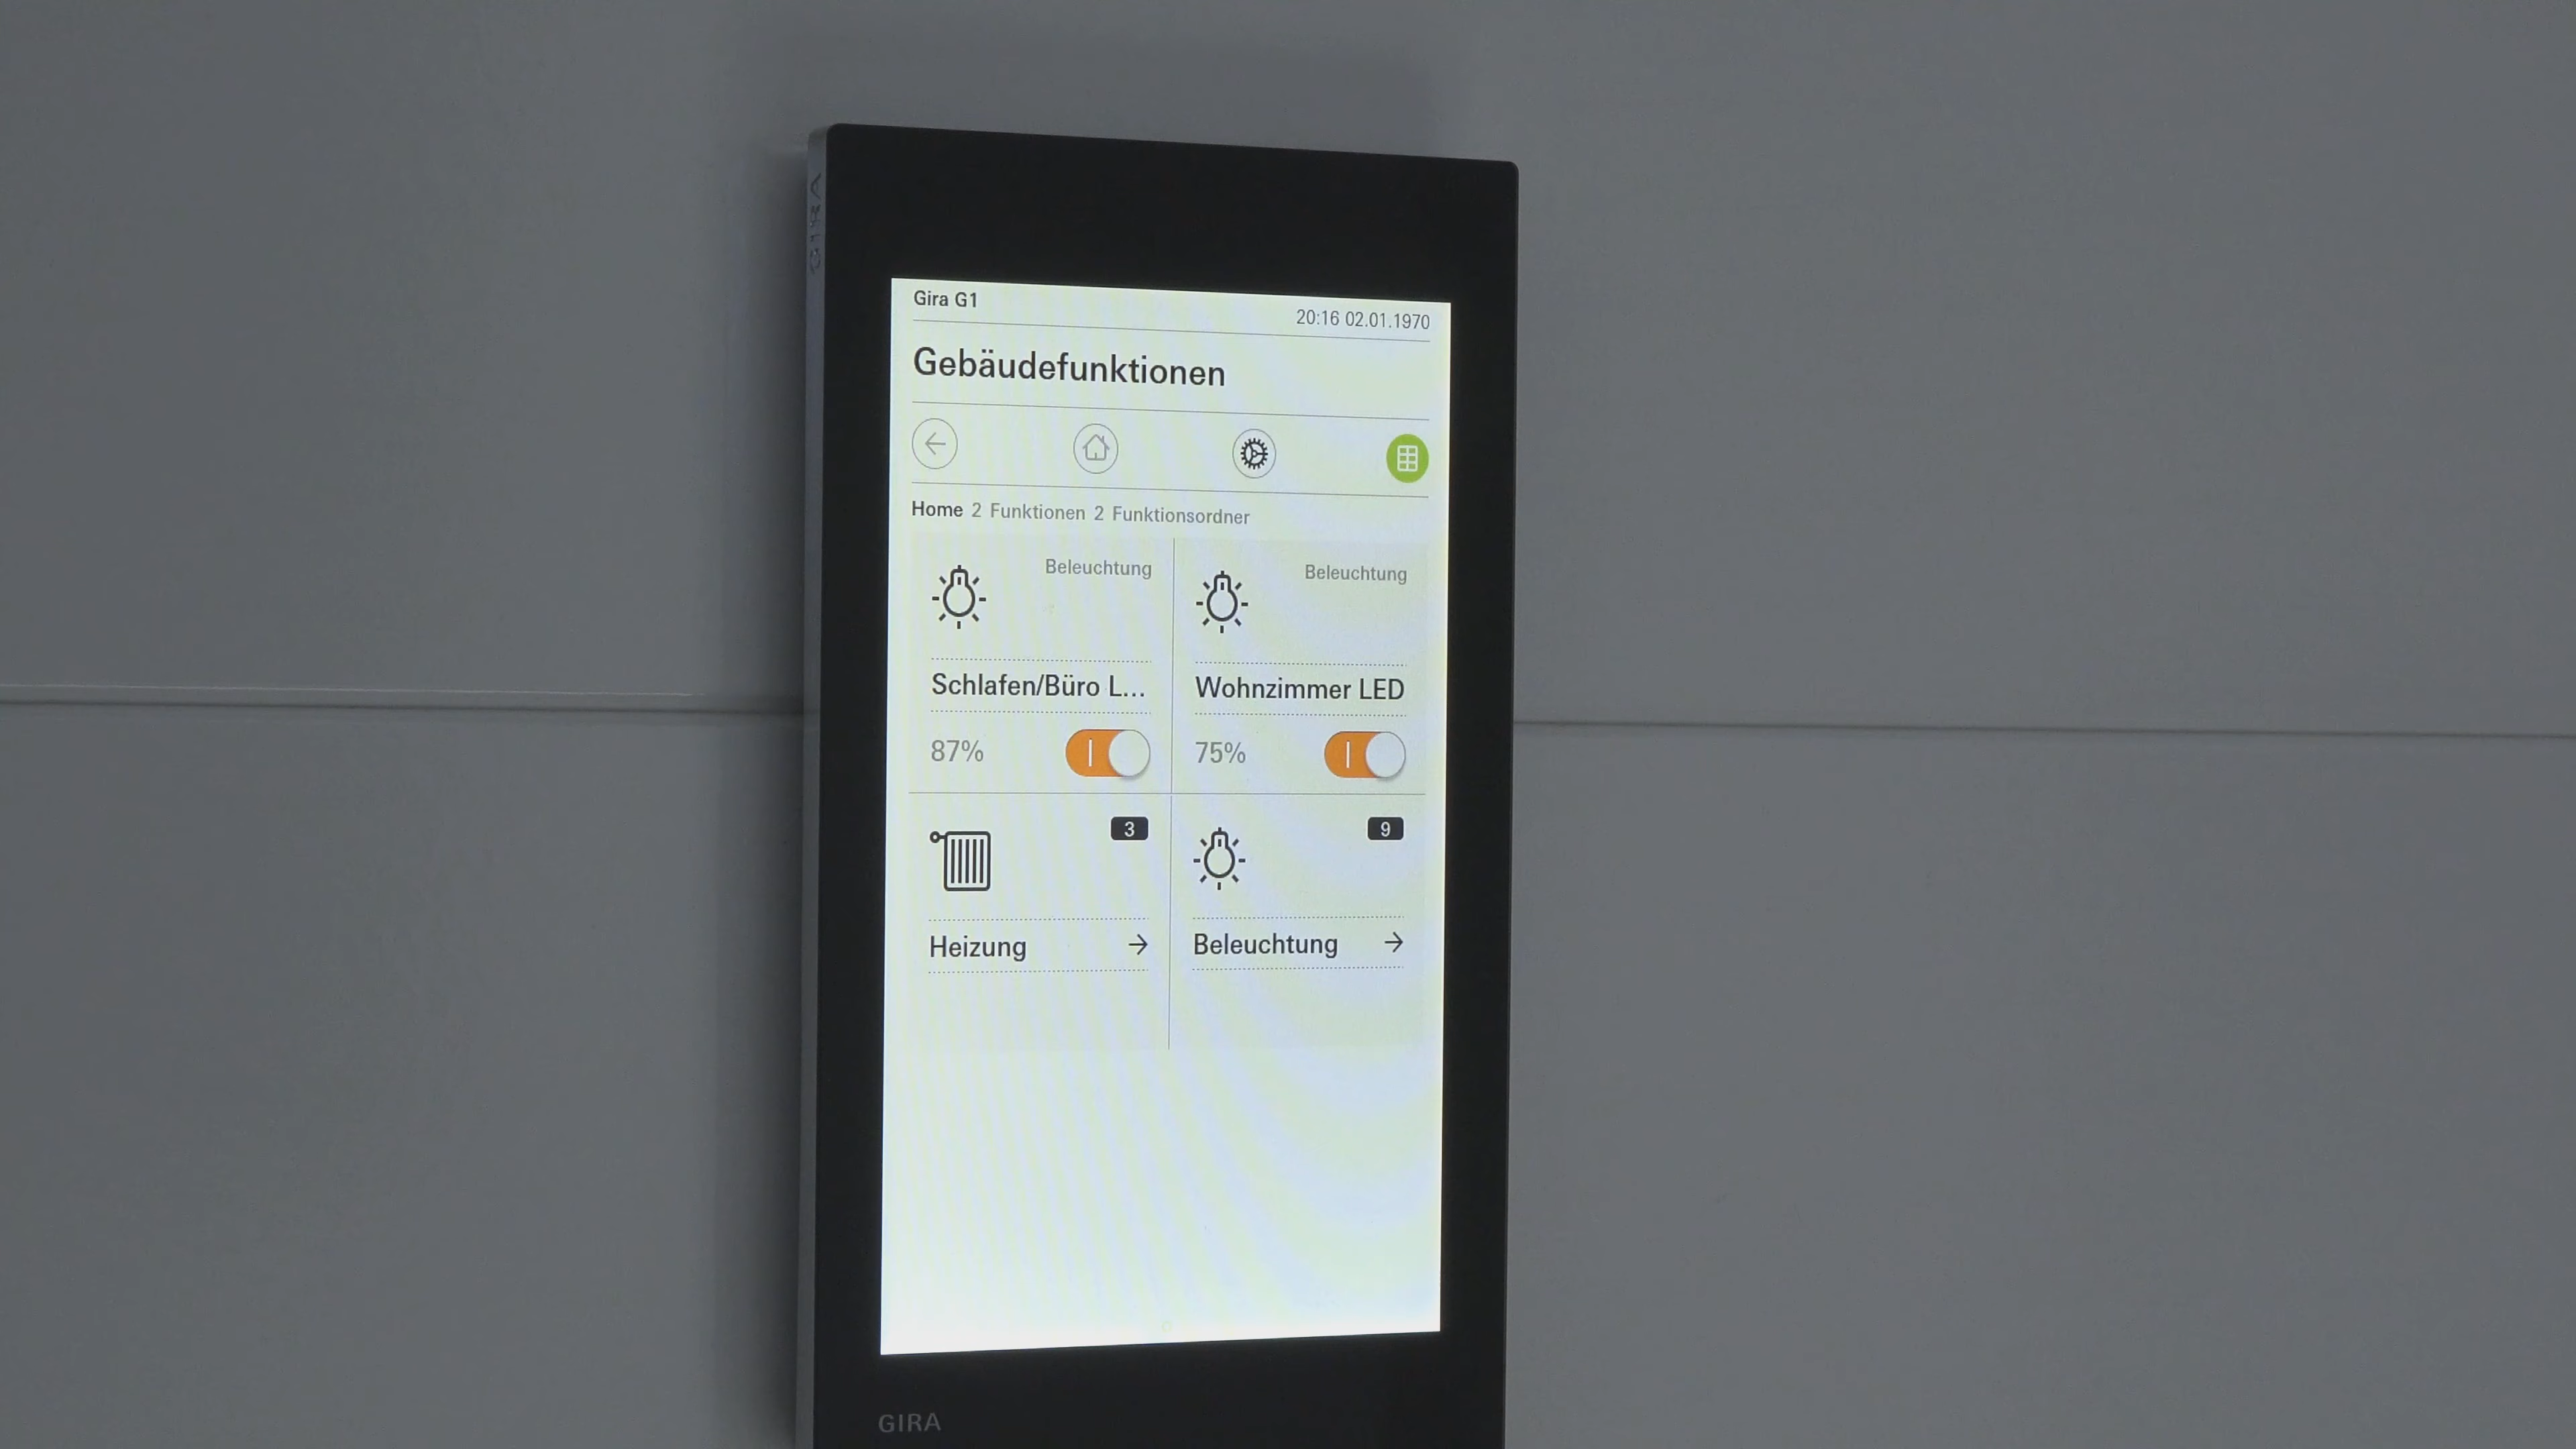 GIRA
Gira G1
20:16 02.01.1970
Gebäudefunktionen
Home 2 Funktionen 2 Funktionsordner
Beleuchtung
Schlafen/Büro L...
87%
Beleuchtung
Wohnzimmer LED
75%
3
Heizung
9
Beleuchtung
GIRA